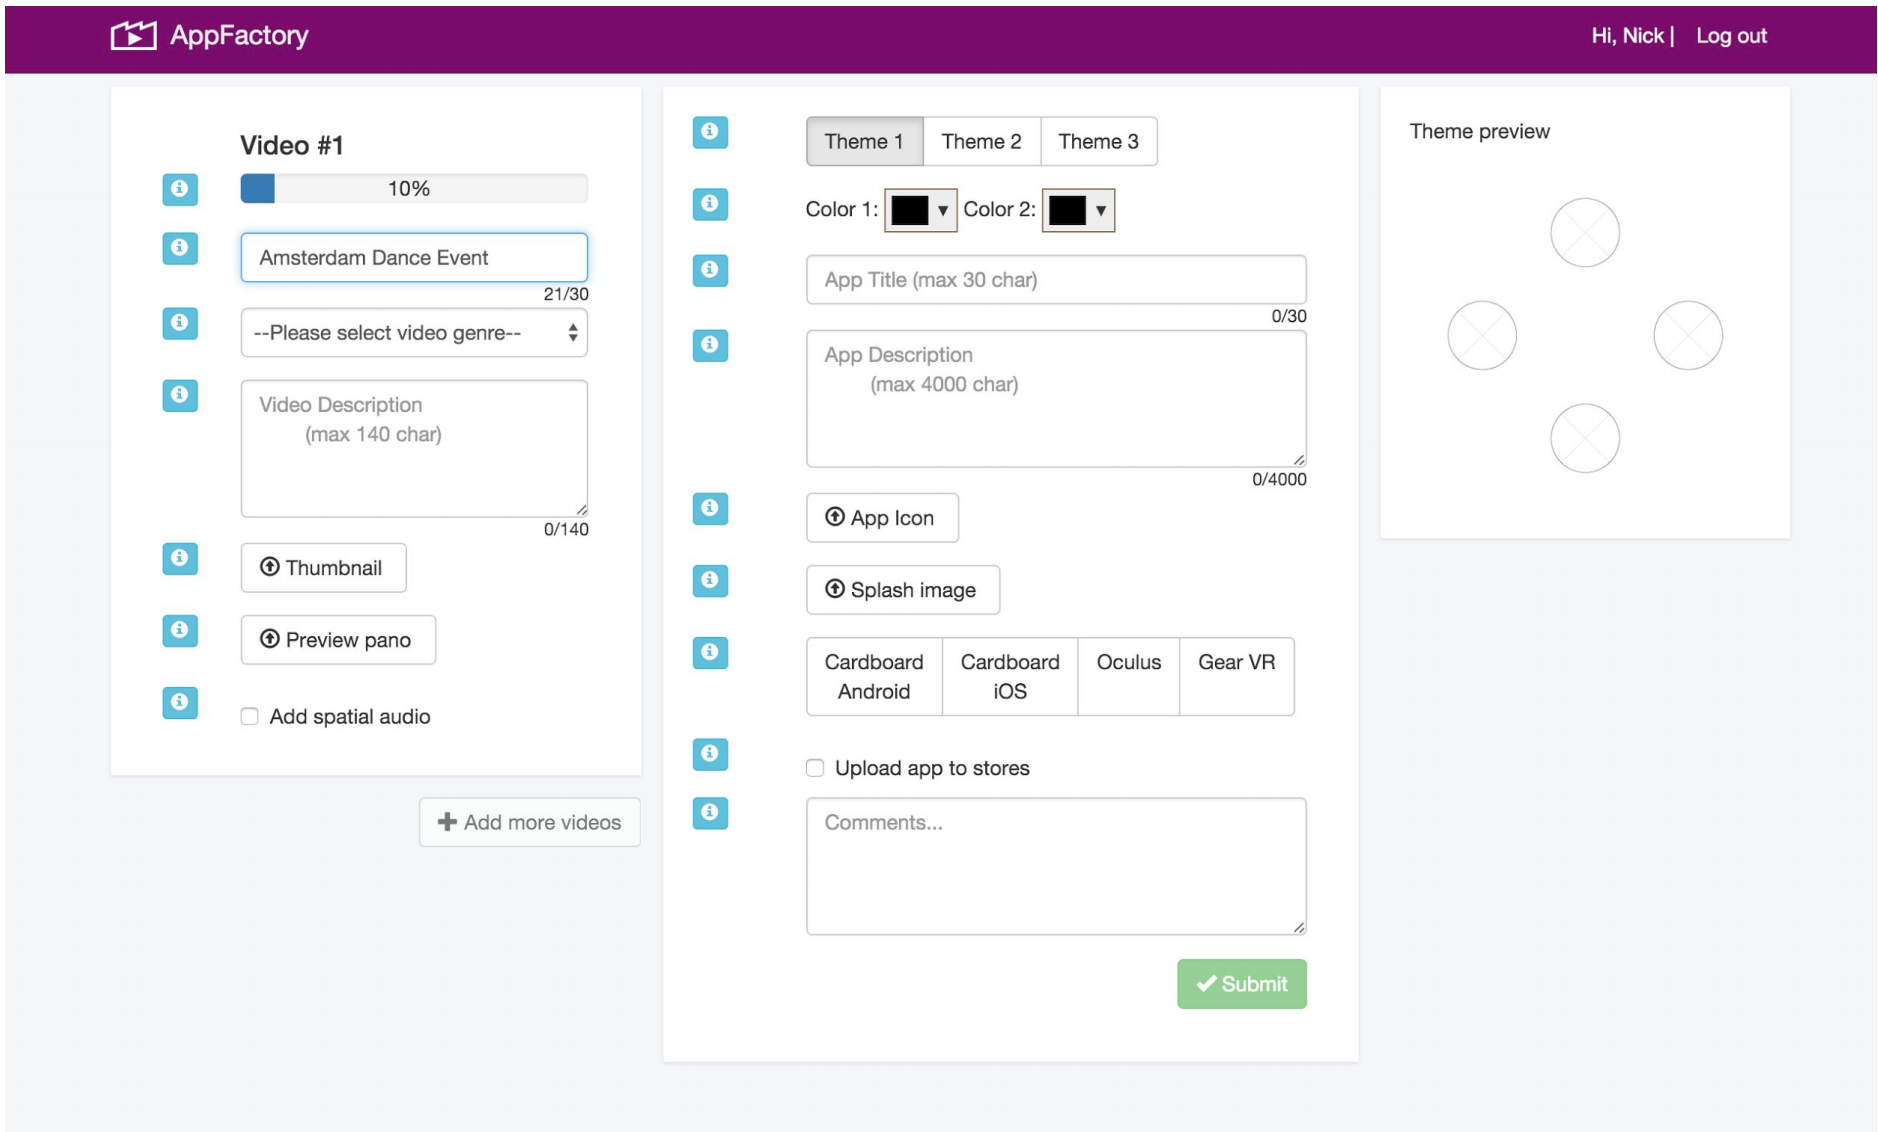 AppFactory
Hi, Nick | Log out
Video #1
10%
Amsterdam Dance Event
21/30
--Please select video genre--
Video Description
(max 140 char)
0/140
Thumbnail
Preview pano
Add spatial audio
Add more videos
Theme 1 Theme 2 Theme 3
Color 1: Color 2:
App Title (max 30 char)
0/30
App Description
(max 4000 char)
0/4000
App Icon
Splash image
Cardboard
Android
Cardboard
iOS
Oculus
Gear VR
Upload app to stores
Comments...
Submit
Theme preview